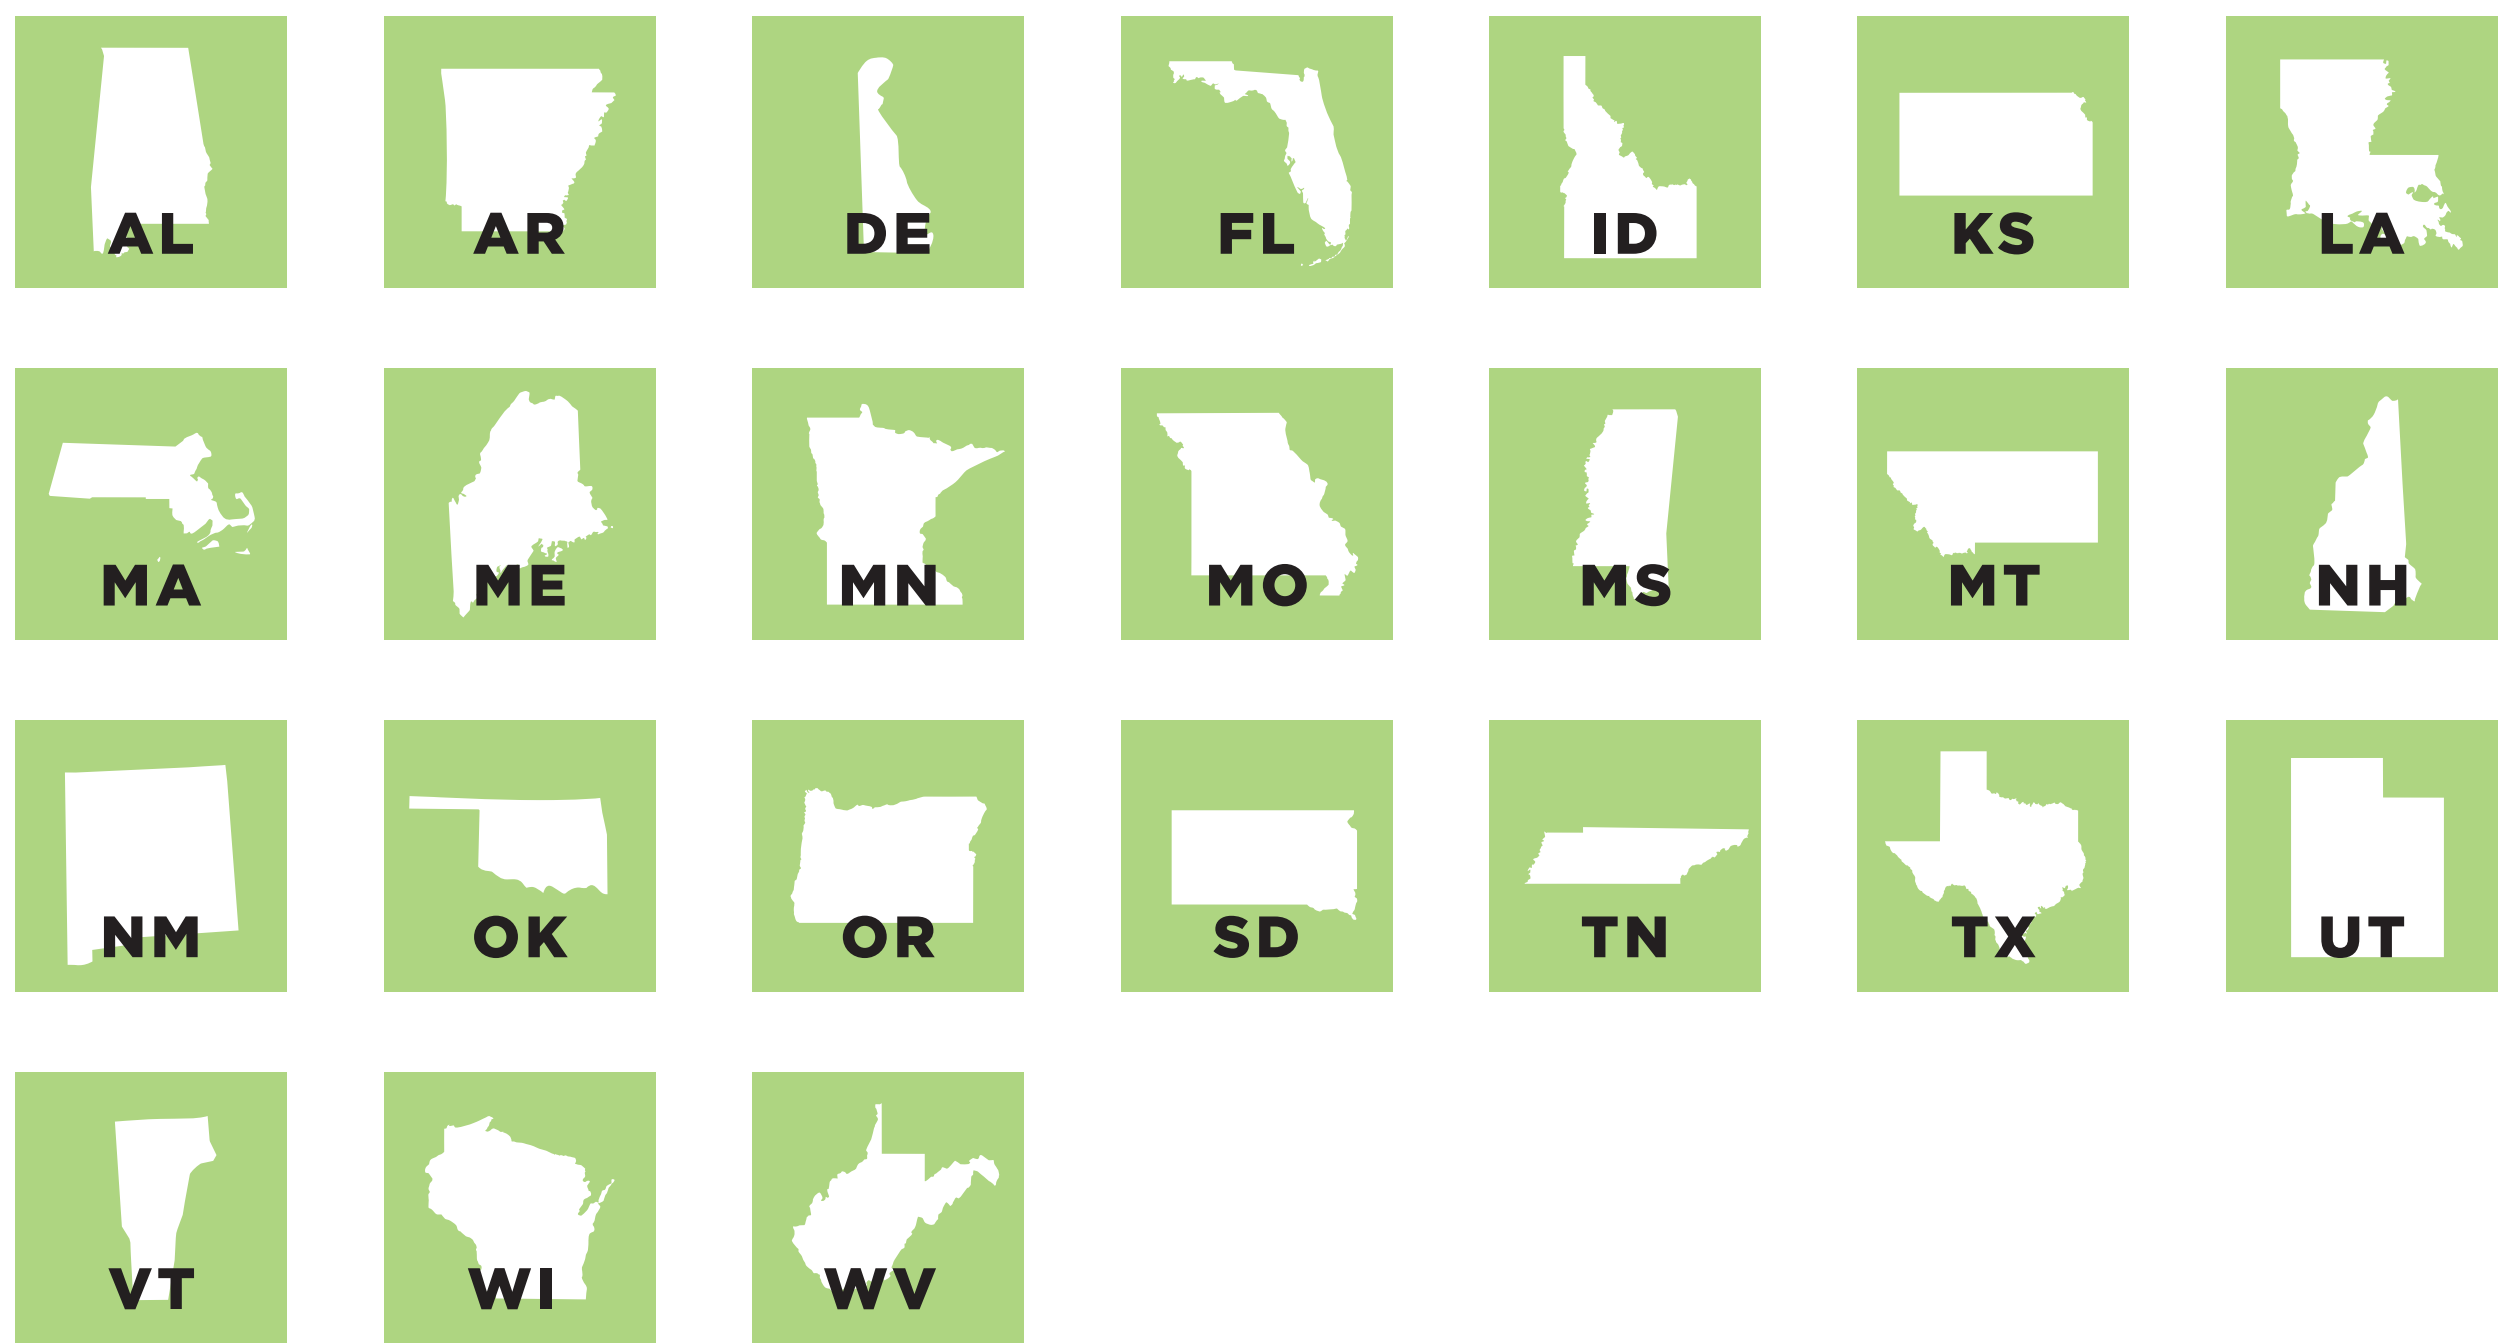 AL AR DE FL ID KS LA
MA ME MN MO MS MT NH
NM OK OR SD TN TX UT
VT WI WV